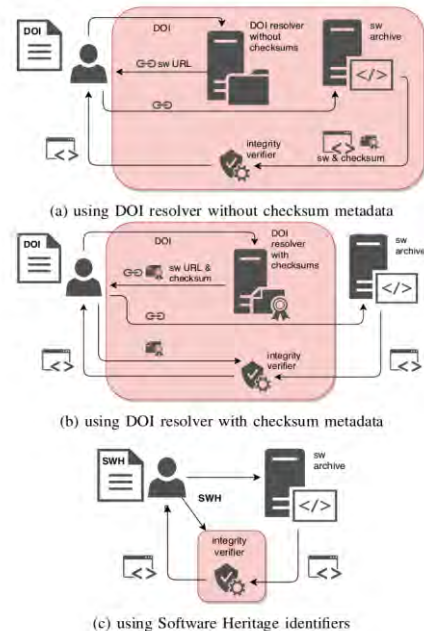 DOI
DOI
DOI resolver
without
checksums
sw
archive
sw URL
</>
<>
integrity
verifier
<>
sw & checksum
(a) using DOI resolver without checksum metadata
DOI
DOI
DOI
resolver
with
checksums
sw
archive
sw URL &
checksum
</>
integrity
verifier
<>
<>
(b) using DOI resolver with checksum metadata
SWH
sw
archive
SWH
</>
integrity
verifier
<>
<>
(c) using Software Heritage identifiers